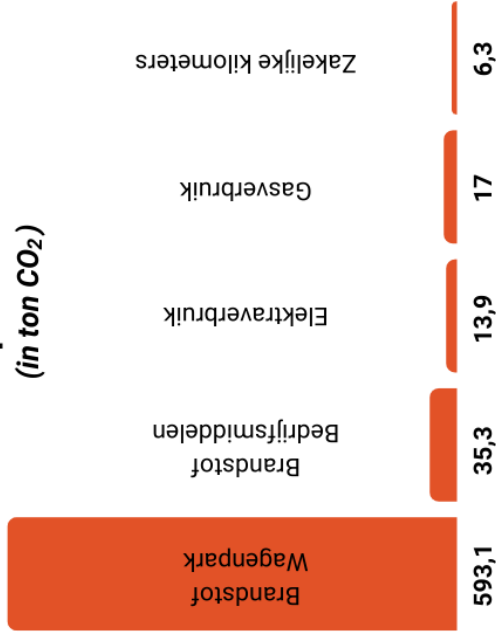 (in ton CO₂)
Brandstof
Wagenpark
593,1
Brandstof
Bedrijfsmiddelen
35,3
Elektraverbruik
13,9
Gasverbruik
17
Zakelijke kilometers
6,3